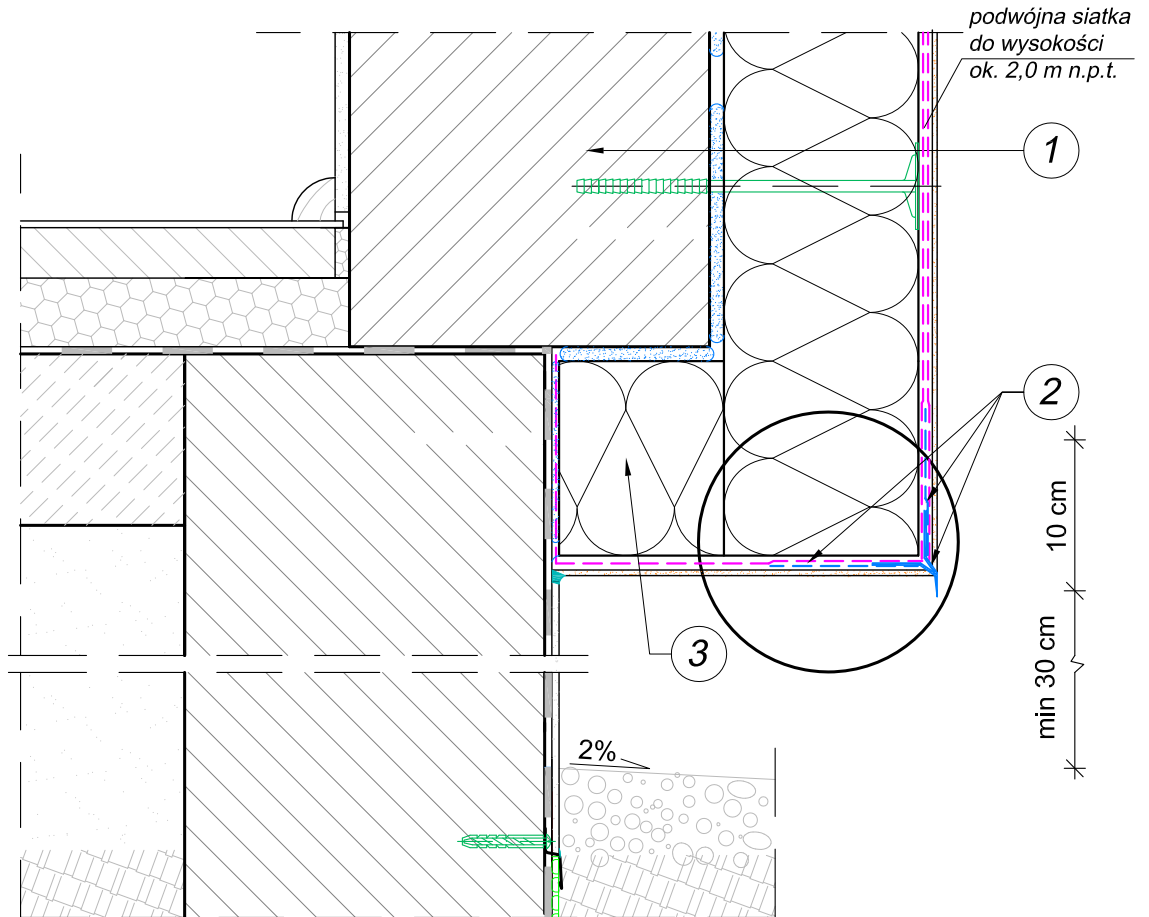 podwójna siatka
do wysokości
ok. 2,0 m n.p.t.
1
2
10 cm
3
min 30 cm
2%